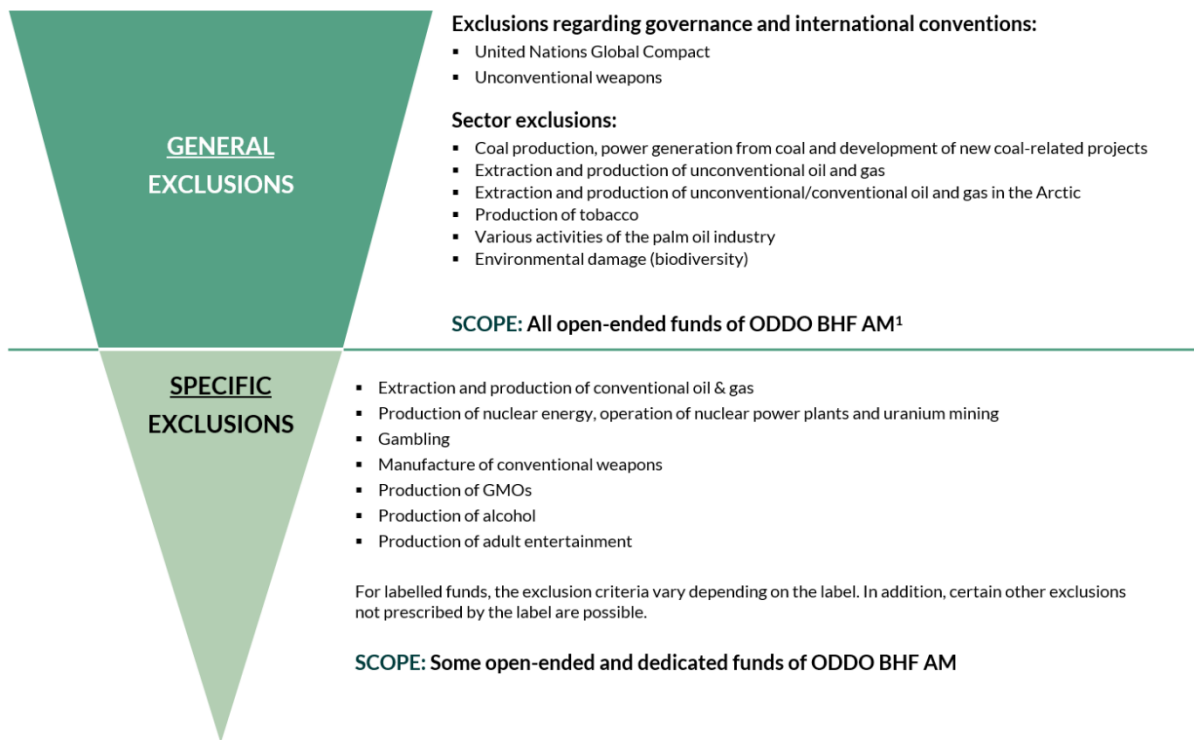 Exclusions regarding governance and international conventions:
▪ United Nations Global Compact
▪ Unconventional weapons
Sector exclusions:
▪ Coal production, power generation from coal and development of new coal-related projects
▪ Extraction and production of unconventional oil and gas
▪ Extraction and production of unconventional/conventional oil and gas in the Arctic
▪ Production of tobacco
▪ Various activities of the palm oil industry
▪ Environmental damage (biodiversity)
GENERAL
EXCLUSIONS
SCOPE: All open-ended funds of ODDO BHF AM¹
SPECIFIC
EXCLUSIONS
▪ Extraction and production of conventional oil & gas
▪ Production of nuclear energy, operation of nuclear power plants and uranium mining
▪ Gambling
▪ Manufacture of conventional weapons
▪ Production of GMOs
▪ Production of alcohol
▪ Production of adult entertainment
For labelled funds, the exclusion criteria vary depending on the label. In addition, certain other exclusions
not prescribed by the label are possible.
SCOPE: Some open-ended and dedicated funds of ODDO BHF AM